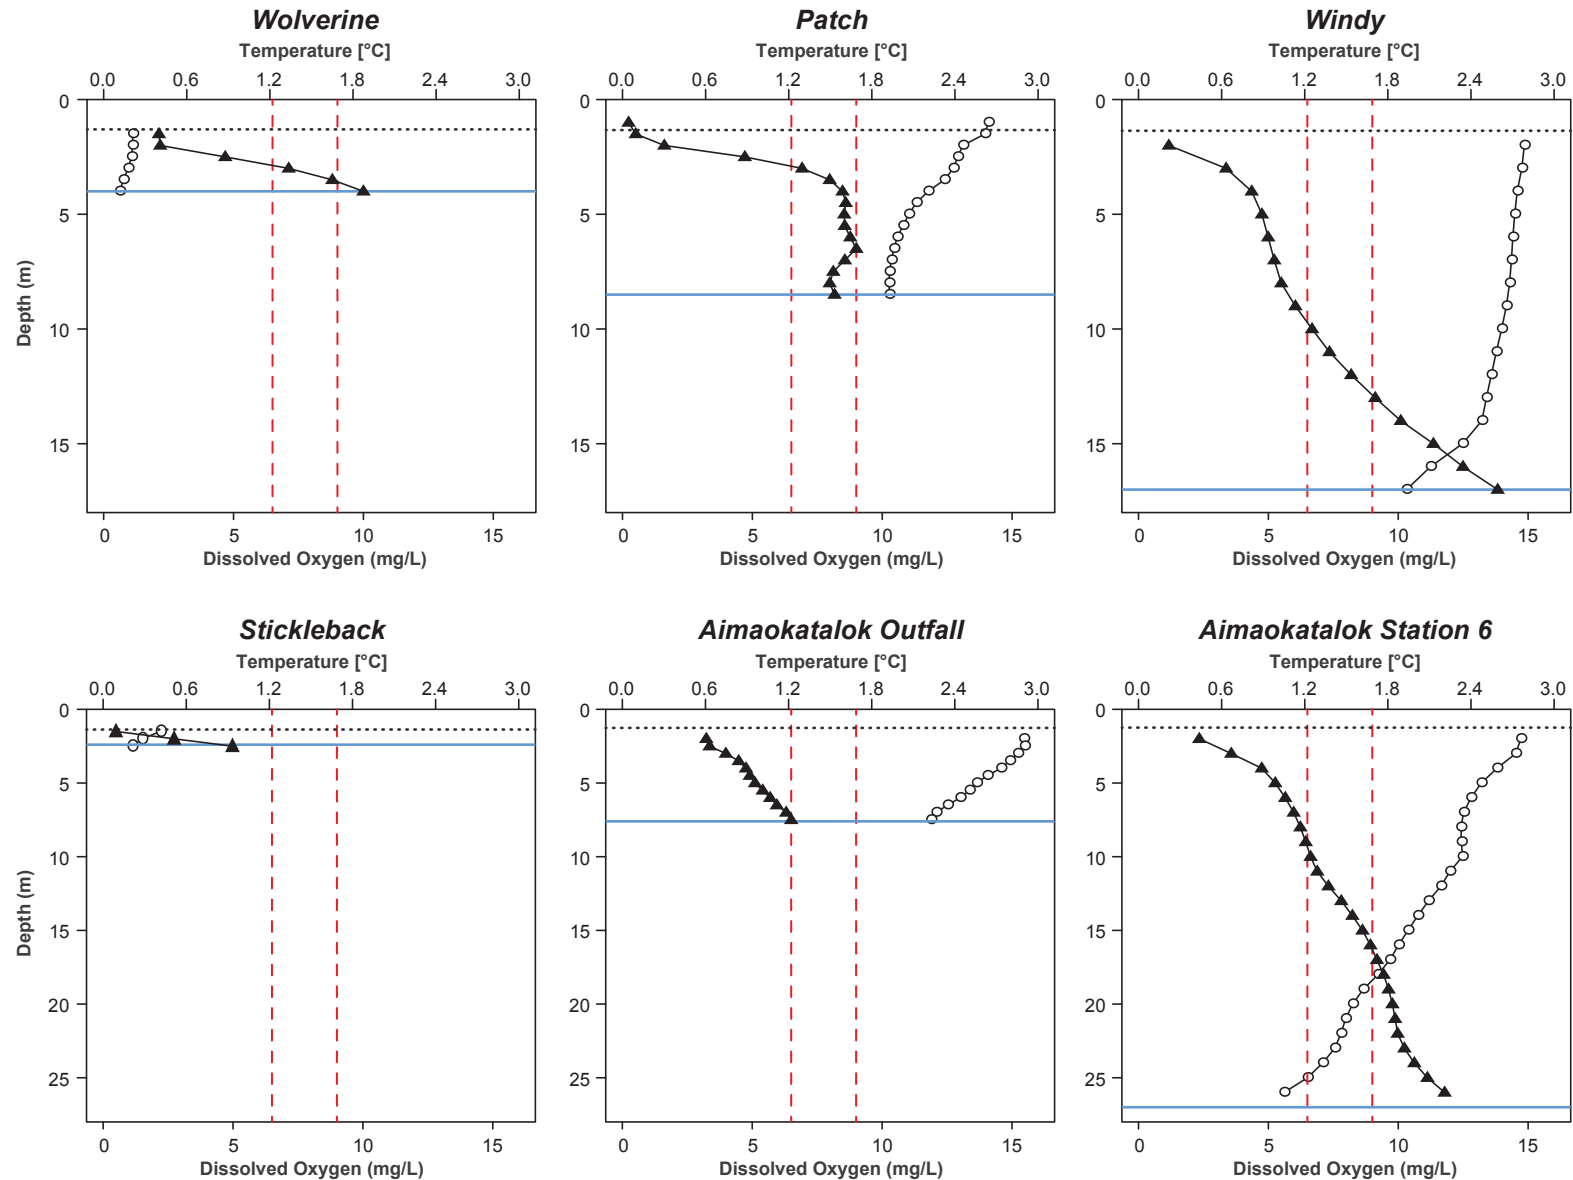 Wolverine
Temperature [°C]
0.0 0.6 1.2 1.8 2.4 3.0
0
5
10
15
Depth (m)
0 5 10 15
Dissolved Oxygen (mg/L)
Patch
Temperature [°C]
0.0 0.6 1.2 1.8 2.4 3.0
0
5
10
15
0 5 10 15
Dissolved Oxygen (mg/L)
Windy
Temperature [°C]
0.0 0.6 1.2 1.8 2.4 3.0
0
5
10
15
0 5 10 15
Dissolved Oxygen (mg/L)
Stickleback
Temperature [°C]
0.0 0.6 1.2 1.8 2.4 3.0
0
5
10
15
20
25
Depth (m)
0 5 10 15
Dissolved Oxygen (mg/L)
Aimaokatalok Outfall
Temperature [°C]
0.6 1.2 1.8 2.4 3.0
0
5
10
15
20
25
0 5 10 15
Dissolved Oxygen (mg/L)
Aimaokatalok Station 6
Temperature [°C]
0.0 0.6 1.2 1.8 2.4 3.0
0
5
10
15
20
25
0 5 10 15
Dissolved Oxygen (mg/L)